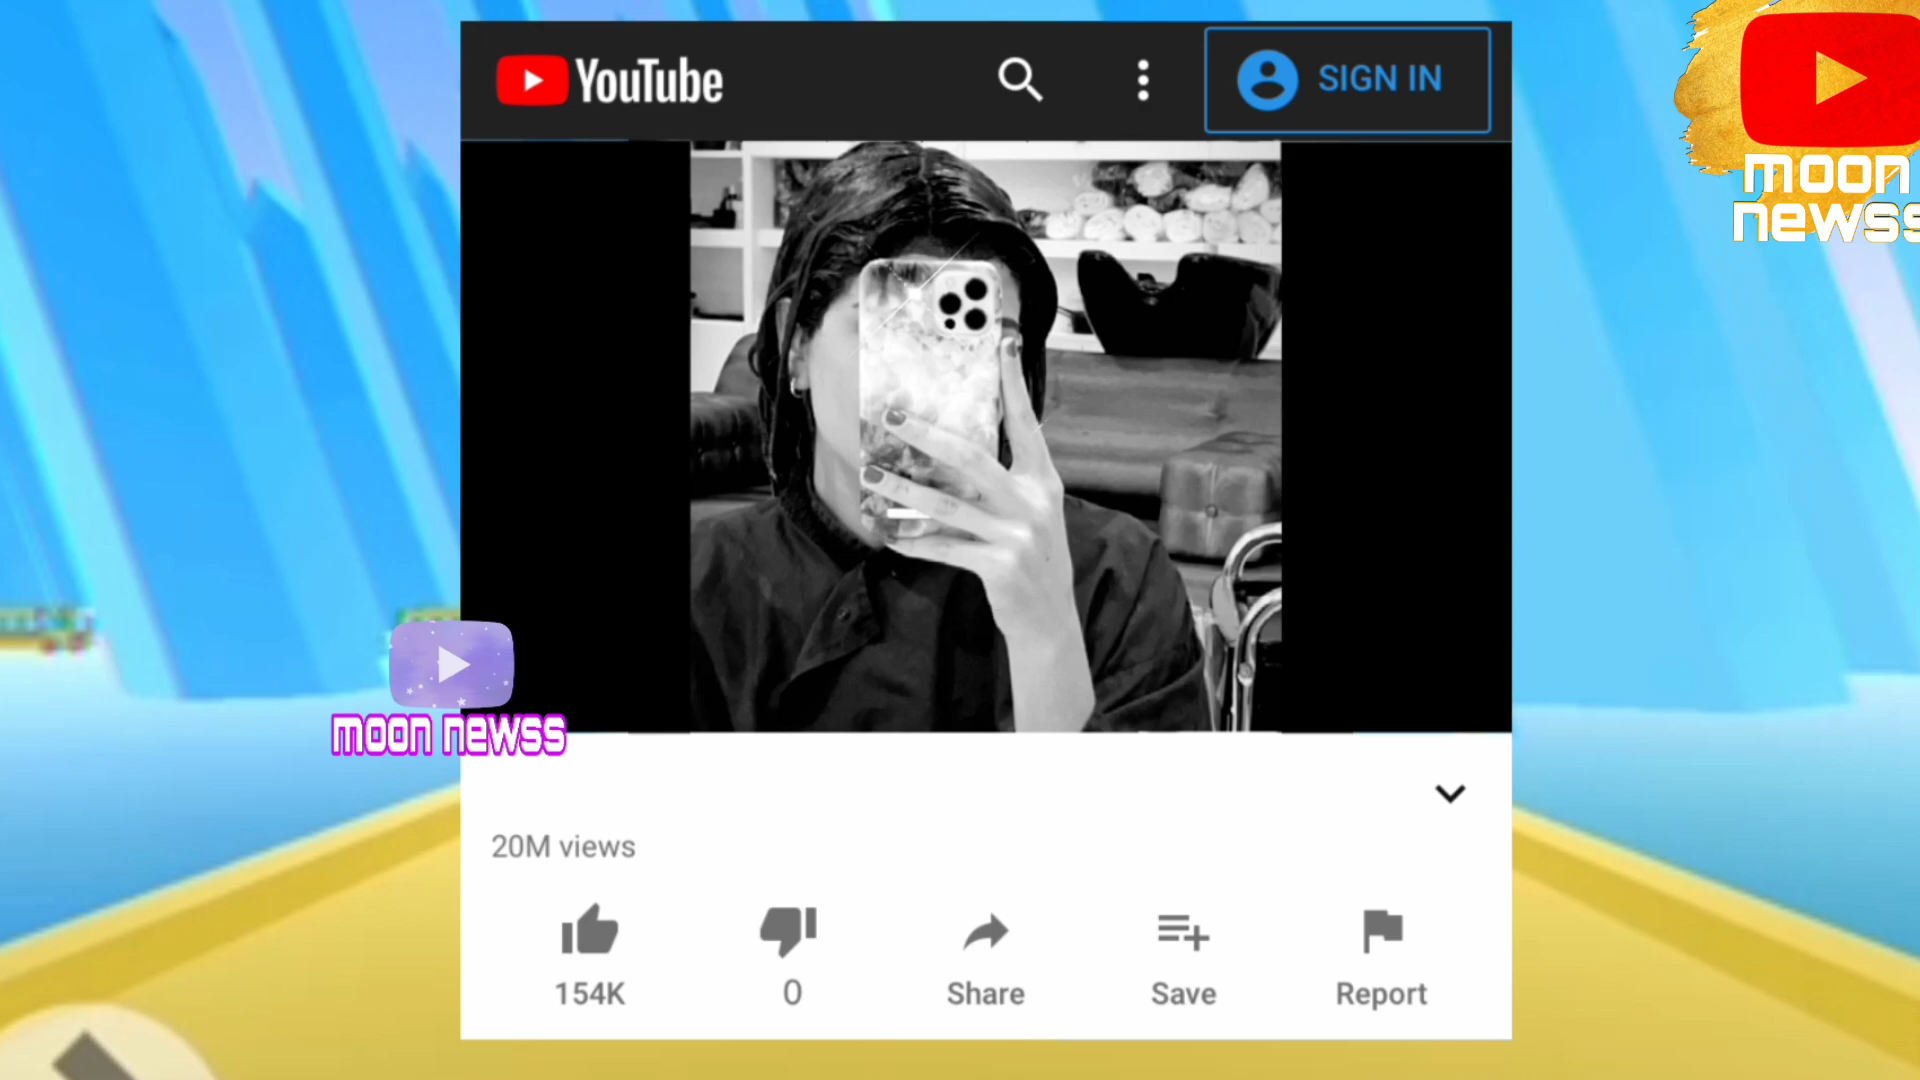 YouTube
SIGN IN
moon
newss
moon newss
20M views
154K
0
Share
Save
Report